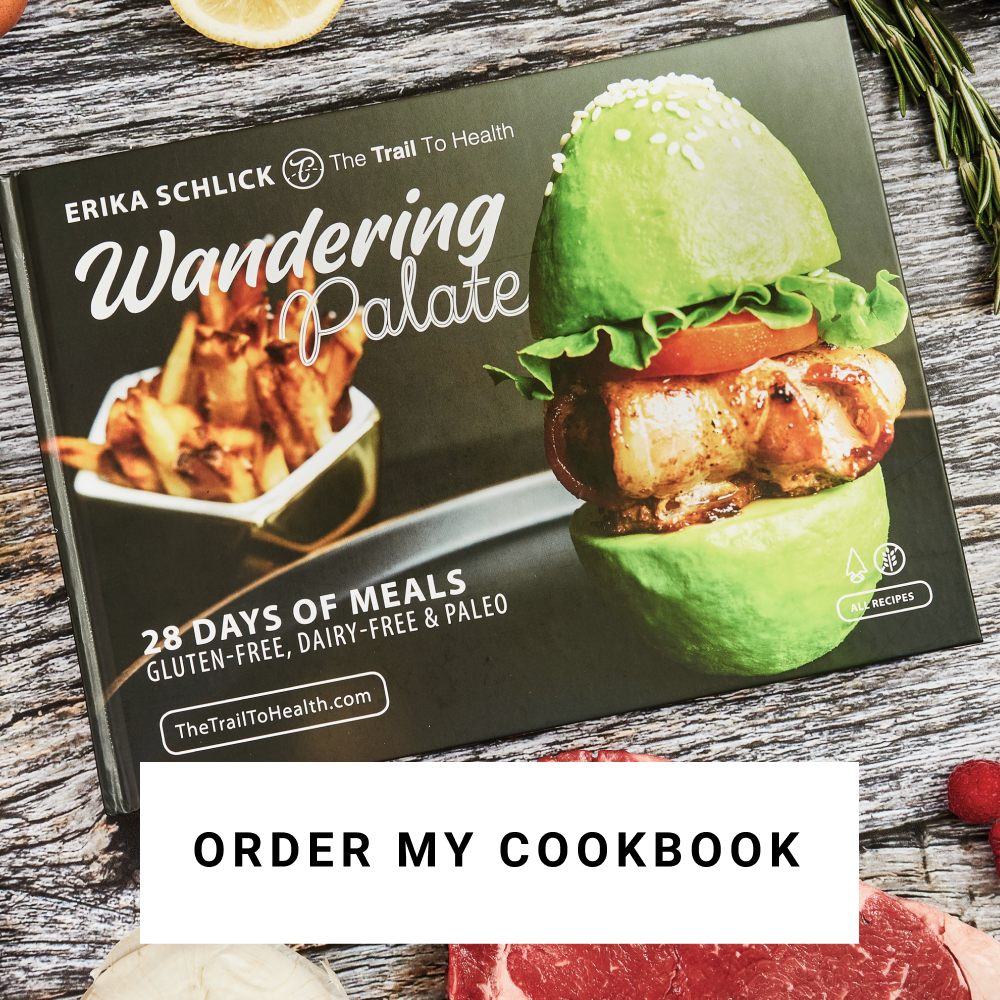 ERIKA SCHLICK The Trail To Health
Wandering
Palate
28 DAYS OF MEALS
GLUTEN-FREE, DAIRY-FREE & PALEO
TheTrailToHealth.com
ALL RECIPES
ORDER MY COOKBOOK